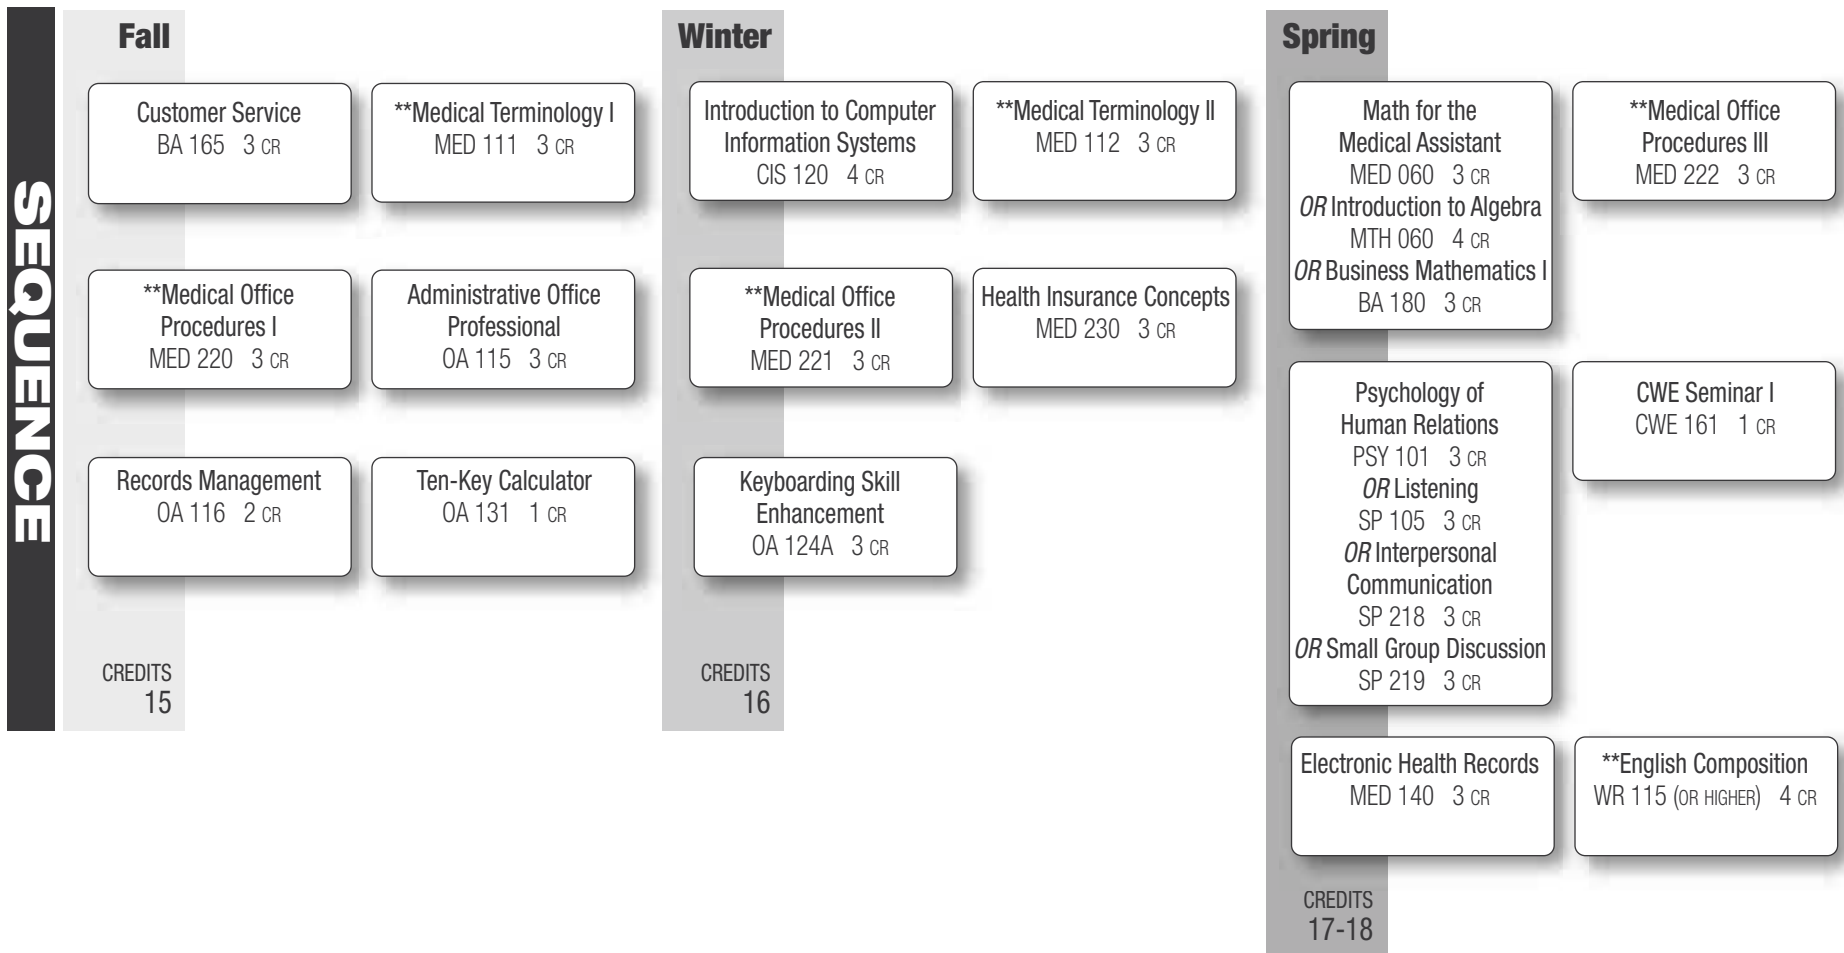 SEQUENCE
Fall
Customer Service
BA 165 3 CR
**Medical Terminology I
MED 111 3 CR
**Medical Office
Procedures I
MED 220 3 CR
Administrative Office
Professional
OA 115 3 CR
Records Management
OA 116 2 CR
Ten-Key Calculator
OA 131 1 CR
CREDITS
15
Winter
Introduction to Computer
Information Systems
CIS 120 4 CR
**Medical Terminology II
MED 112 3 CR
**Medical Office
Procedures II
MED 221 3 CR
Health Insurance Concepts
MED 230 3 CR
Keyboarding Skill
Enhancement
OA 124A 3 CR
CREDITS
16
Spring
Math for the
Medical Assistant
MED 060 3 CR
OR Introduction to Algebra
MTH 060 4 CR
OR Business Mathematics I
BA 180 3 CR
**Medical Office
Procedures III
MED 222 3 CR
Psychology of
Human Relations
PSY 101 3 CR
OR Listening
SP 105 3 CR
OR Interpersonal
Communication
SP 218 3 CR
OR Small Group Discussion
SP 219 3 CR
CWE Seminar I
CWE 161 1 CR
Electronic Health Records
MED 140 3 CR
**English Composition
WR 115 (OR HIGHER) 4 CR
CREDITS
17-18